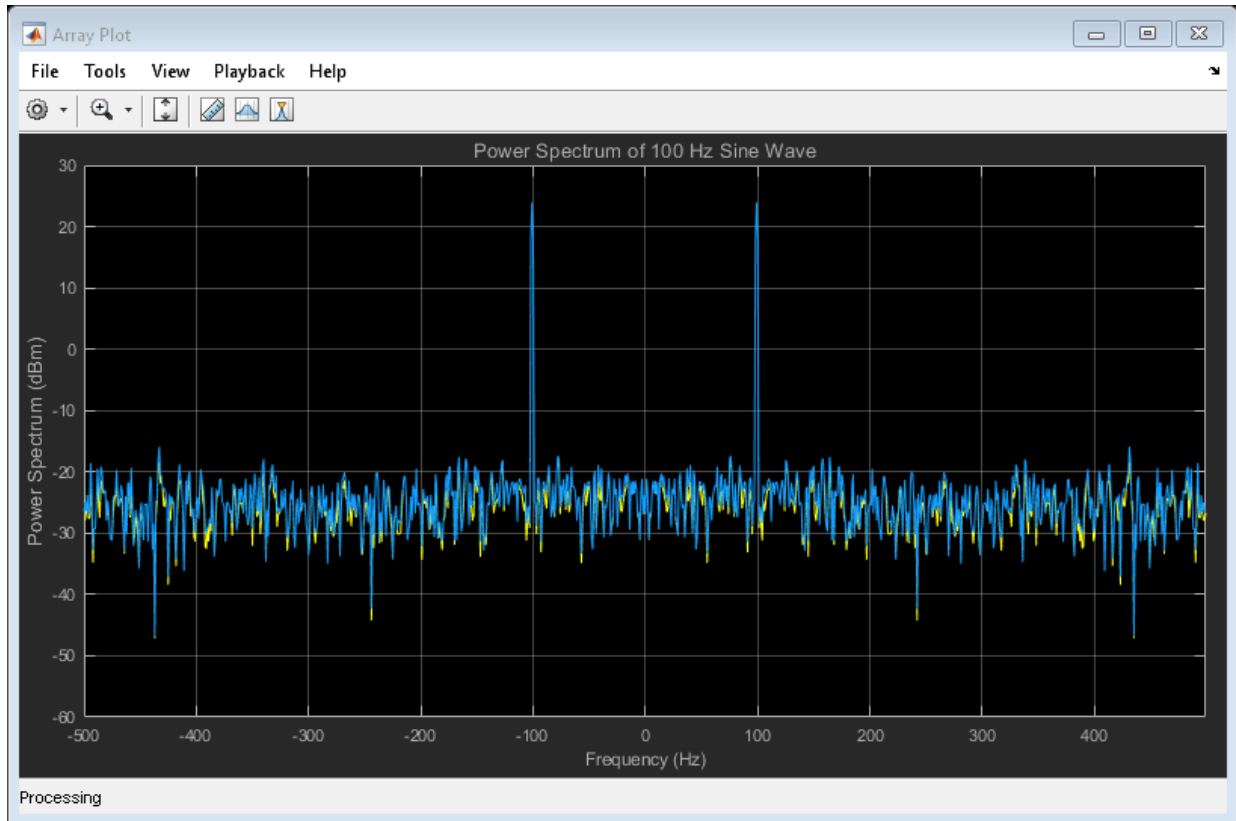 Array Plot
File Tools View Playback Help
Power Spectrum of 100 Hz Sine Wave
30
20
10
0
-10
-20
-30
-40
-50
-60
Power Spectrum (dBm)
-500 -400 -300 -200 -100 0 100 200 300 400
Frequency (Hz)
Processing